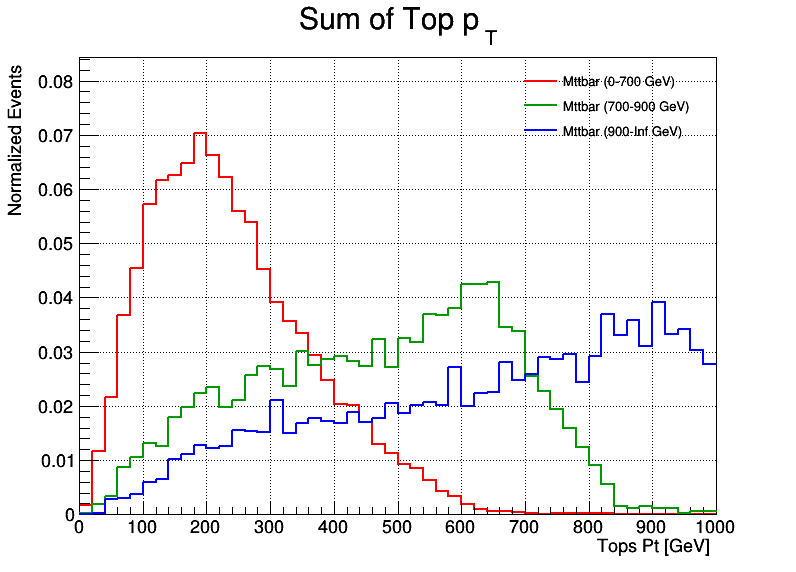 Sum of Top p_T
Normalized Events
0.08
0.07
0.06
0.05
0.04
0.03
0.02
0.01
0
Mttbar (0-700 GeV)
Mttbar (700-900 GeV)
Mttbar (900-Inf GeV)
0 100 200 300 400 500 600 700 800 900 1000
Tops Pt [GeV]